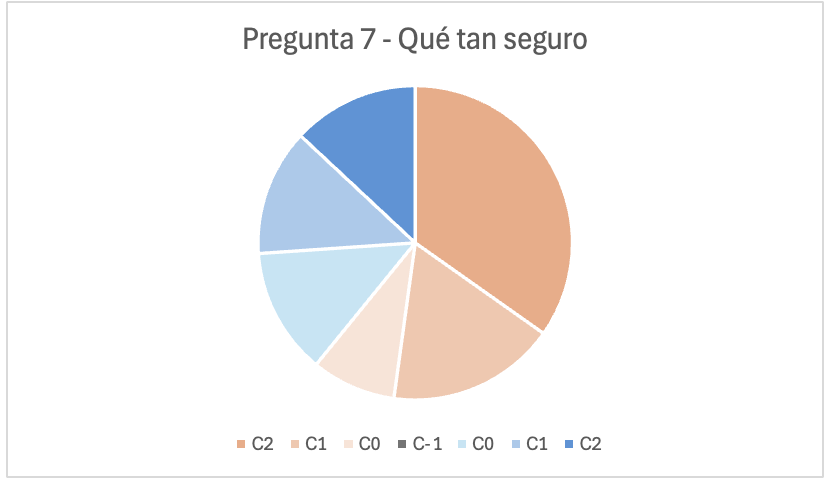 Pregunta 7 - Qué tan seguro
C2 C1 C0 C-1 C0 C1 C2